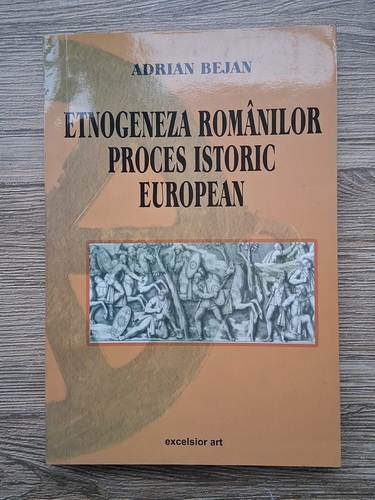 ADRIAN BEJAN
ETNOGENEZA ROMÂNILOR
PROCES ISTORIC
EUROPEAN
excelsior art